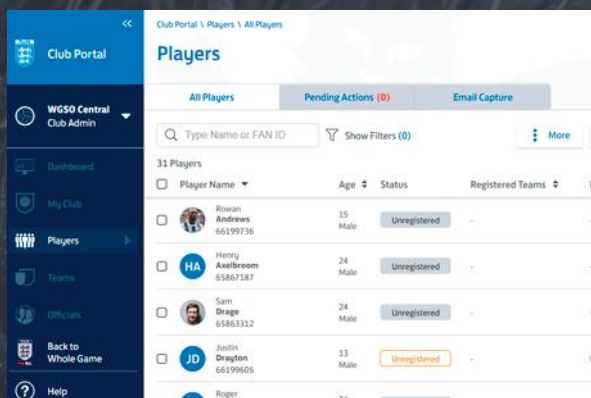 Club Portal \ Players \ All Players
Club Portal
Players
WGSO Central
Club Admin
All Players
Pending Actions (0)
Email Capture
Type Name or FAN ID
Show Filters (0)
More
31 Players
Player Name
Age
Status
Registered Teams
Dashboard
My Club
Players
Teams
Officials
Back to
Whole Game
Help
Rowan
Andrews
66199736
15
Male
Unregistered
-
HA
Henry
Axelbroom
65867187
24
Male
Unregistered
-
Sam
Drage
65863312
24
Male
Unregistered
-
JD
Justin
Drayton
66199605
13
Male
Unregistered
-
Roger